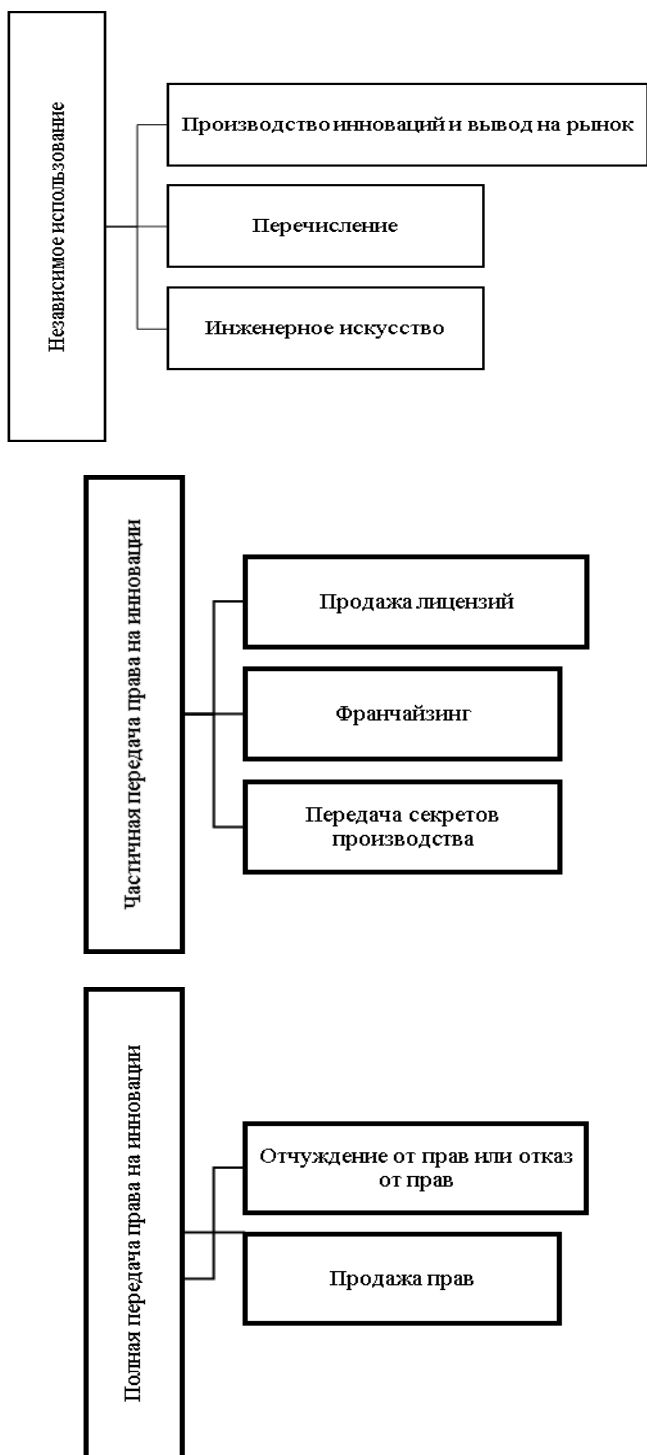 Независимое использование
Производство инноваций и вывод на рынок
Перечисление
Инженерное искусство
Частичная передача права на инновации
Продажа лицензий
Франчайзинг
Передача секретов
производства
Полная передача права на инновации
Отчуждение от прав или отказ
от прав
Продажа прав